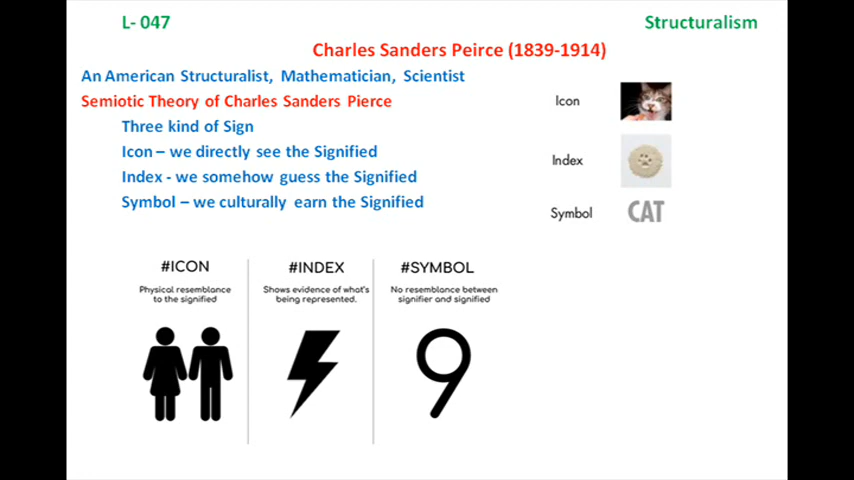 L- 047
Structuralism
Charles Sanders Peirce (1839-1914)
An American Structuralist, Mathematician, Scientist
Semiotic Theory of Charles Sanders Pierce
Three kind of Sign
Icon – we directly see the Signified
Index - we somehow guess the Signified
Symbol – we culturally earn the Signified
Icon
Index
Symbol
CAT
#ICON
Physical resemblance
to the signified
#INDEX
Shows evidence of what's
being represented.
#SYMBOL
No resemblance between
signifier and signified
9